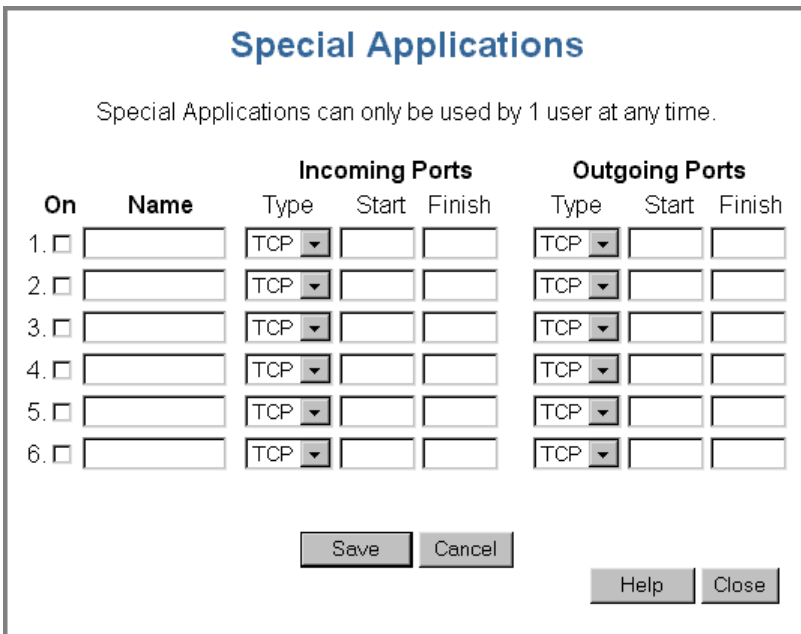 Special Applications
Special Applications can only be used by 1 user at any time.
Incoming Ports Outgoing Ports
On Name Type Start Finish Type Start Finish
1. TCP TCP
2. TCP TCP
3. TCP TCP
4. TCP TCP
5. TCP TCP
6. TCP TCP
Save Cancel
Help Close